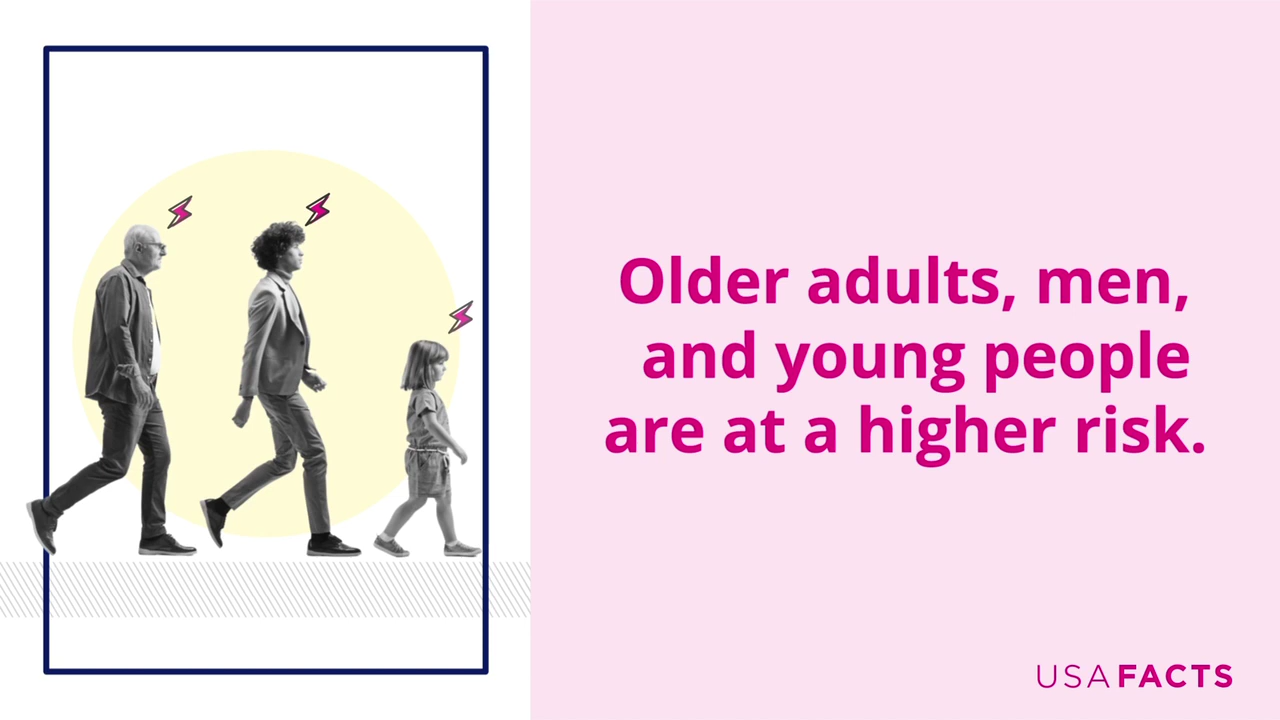 Older adults, men,
and young people
are at a higher risk.
USAFACTS